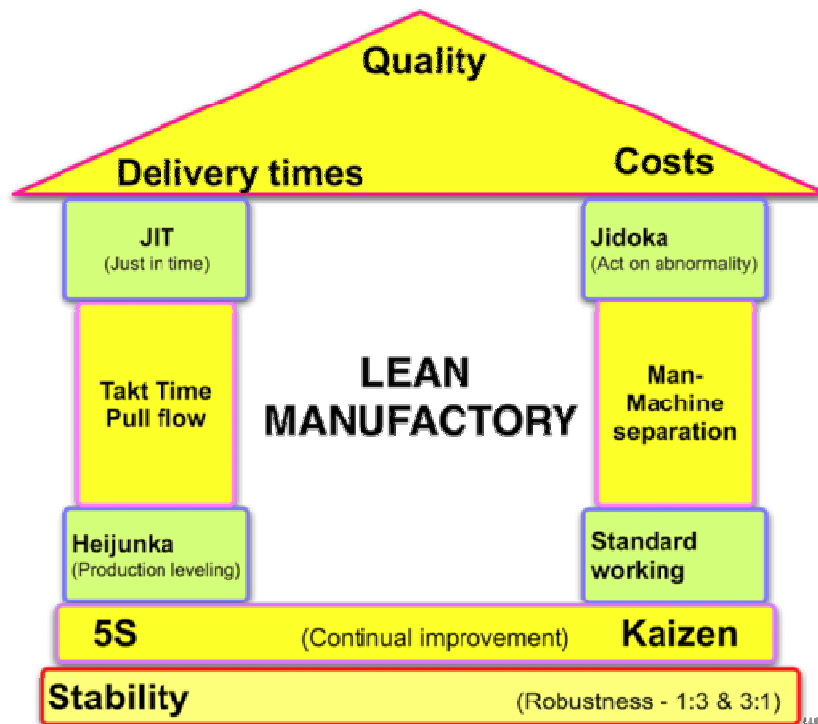 Quality
Delivery times
Costs
JIT
(Just in time)
Jidoka
(Act on abnormality)
Takt Time
Pull flow
LEAN
MANUFACTORY
Man-
Machine
separation
Heijunka
(Production leveling)
Standard
working
5S (Continual improvement) Kaizen
Stability (Robustness - 1:3 & 3:1)